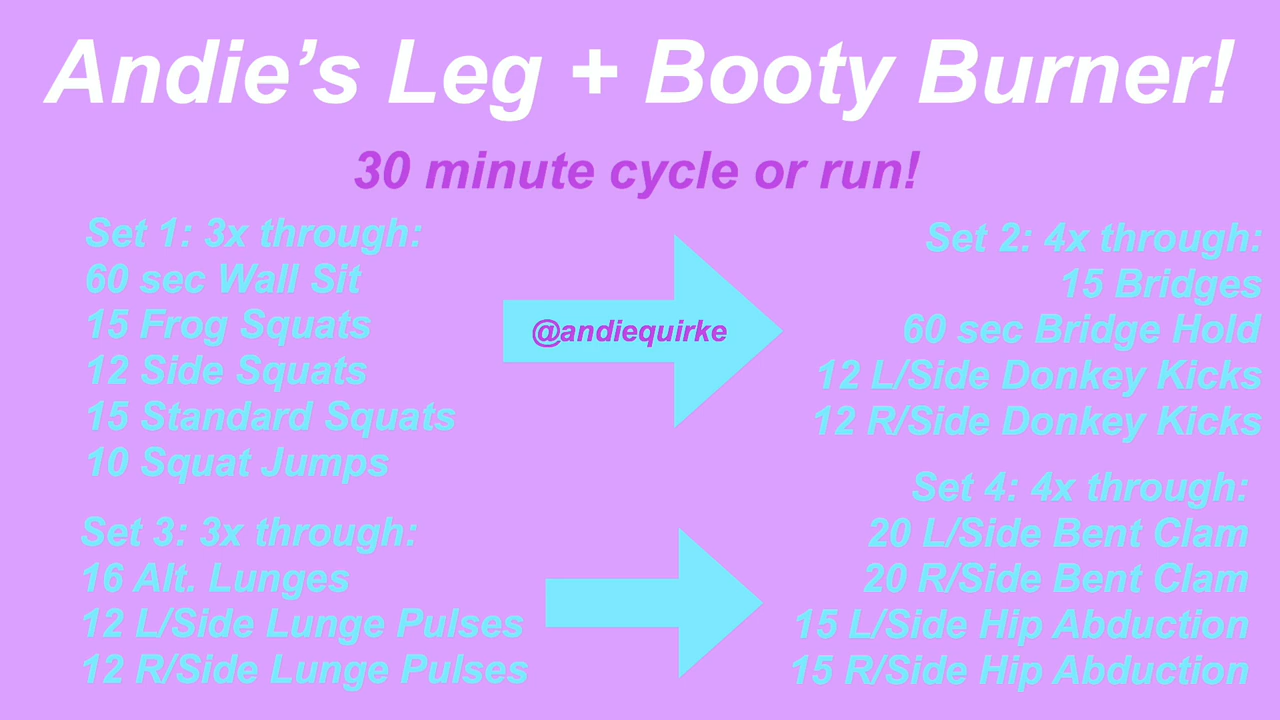 Andie’s Leg + Booty Burner!
30 minute cycle or run!
Set 1: 3x through:
60 sec Wall Sit
15 Frog Squats
12 Side Squats
15 Standard Squats
10 Squat Jumps
@andiequirke
Set 2: 4x through:
15 Bridges
60 sec Bridge Hold
12 L/Side Donkey Kicks
12 R/Side Donkey Kicks
Set 3: 3x through:
16 Alt. Lunges
12 L/Side Lunge Pulses
12 R/Side Lunge Pulses
Set 4: 4x through:
20 L/Side Bent Clam
20 R/Side Bent Clam
15 L/Side Hip Abduction
15 R/Side Hip Abduction